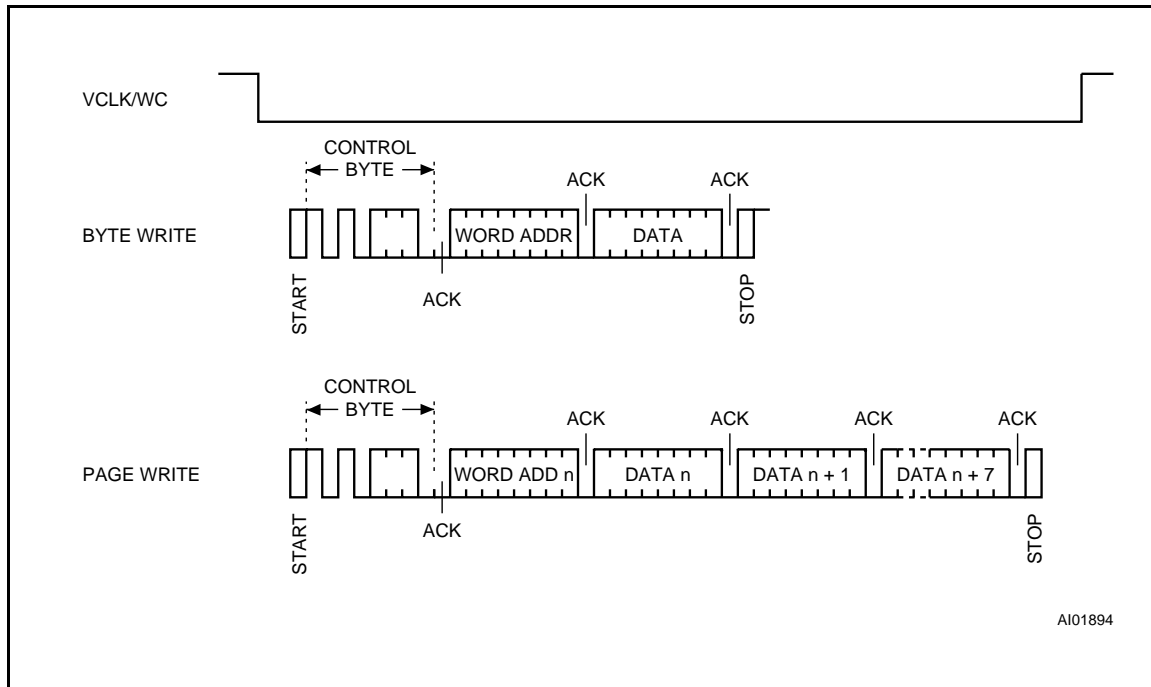 VCLK/WC
CONTROL
BYTE
ACK
ACK
BYTE WRITE
WORD ADDR
DATA
START
ACK
STOP
CONTROL
BYTE
ACK
ACK
ACK
ACK
PAGE WRITE
WORD ADD n
DATA n
DATA n + 1
DATA n + 7
START
ACK
STOP
AI01894